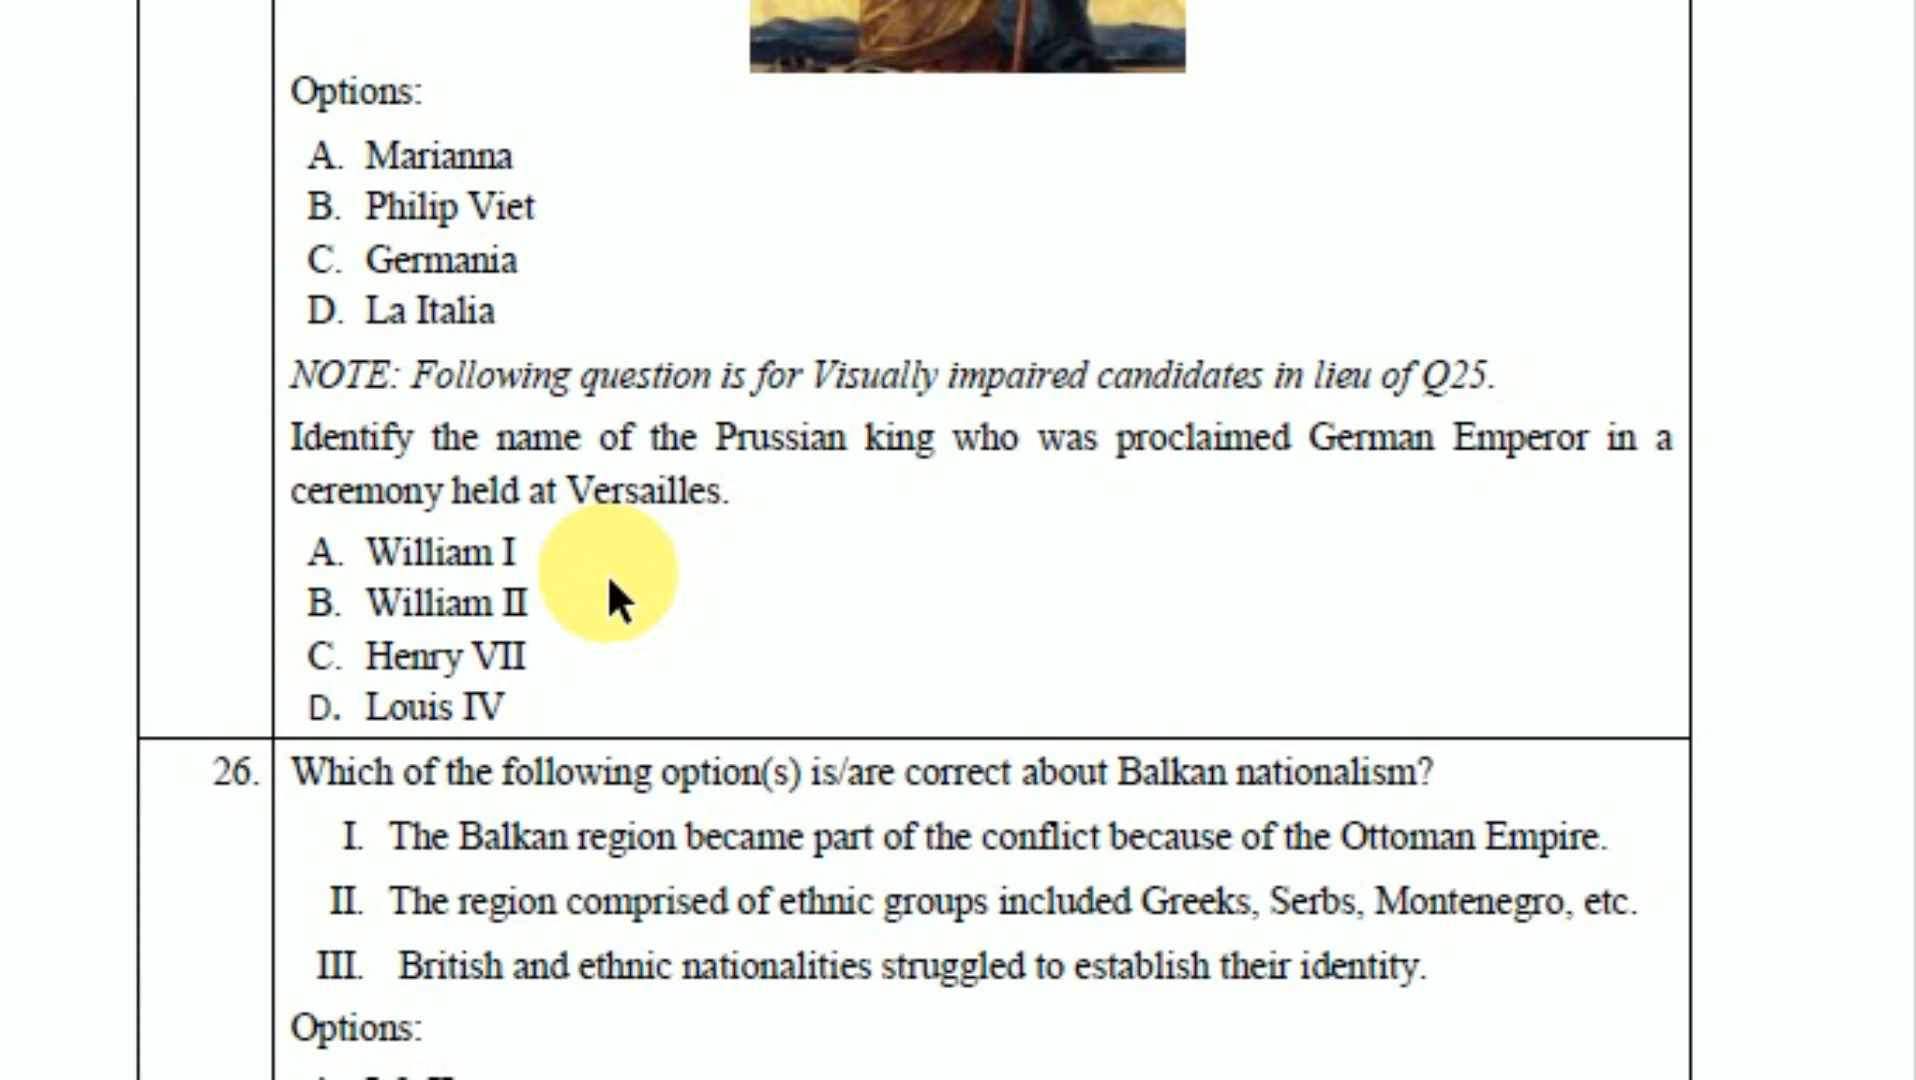 Options:
A. Marianna
B. Philip Viet
C. Germania
D. La Italia
NOTE: Following question is for Visually impaired candidates in lieu of Q25.
Identify the name of the Prussian king who was proclaimed German Emperor in a
ceremony held at Versailles.
A. William I
B. William II
C. Henry VII
D. Louis IV
26. Which of the following option(s) is/are correct about Balkan nationalism?
I. The Balkan region became part of the conflict because of the Ottoman Empire.
II. The region comprised of ethnic groups included Greeks, Serbs, Montenegro, etc.
III. British and ethnic nationalities struggled to establish their identity.
Options: